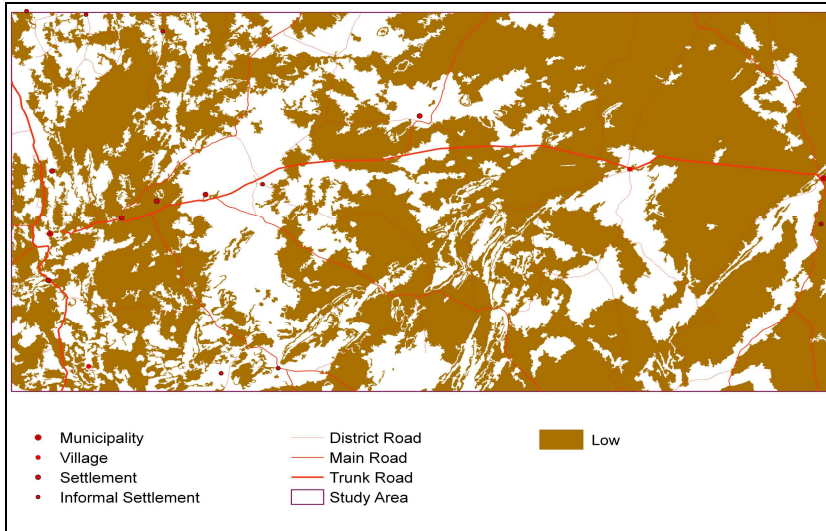 Municipality
Village
Settlement
Informal Settlement
District Road
Main Road
Trunk Road
Study Area
Low